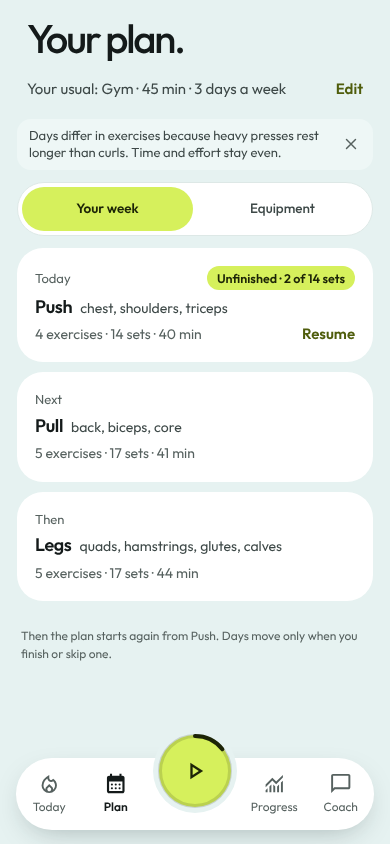 Your plan.
Your usual: Gym · 45 min · 3 days a week
Edit
Days differ in exercises because heavy presses rest
longer than curls. Time and effort stay even.
Your week
Equipment
Today
Unfinished · 2 of 14 sets
Push chest, shoulders, triceps
4 exercises · 14 sets · 40 min
Resume
Next
Pull back, biceps, core
5 exercises · 17 sets · 41 min
Then
Legs quads, hamstrings, glutes, calves
5 exercises · 17 sets · 44 min
Then the plan starts again from Push. Days move only when you
finish or skip one.
Today
Plan
Progress
Coach